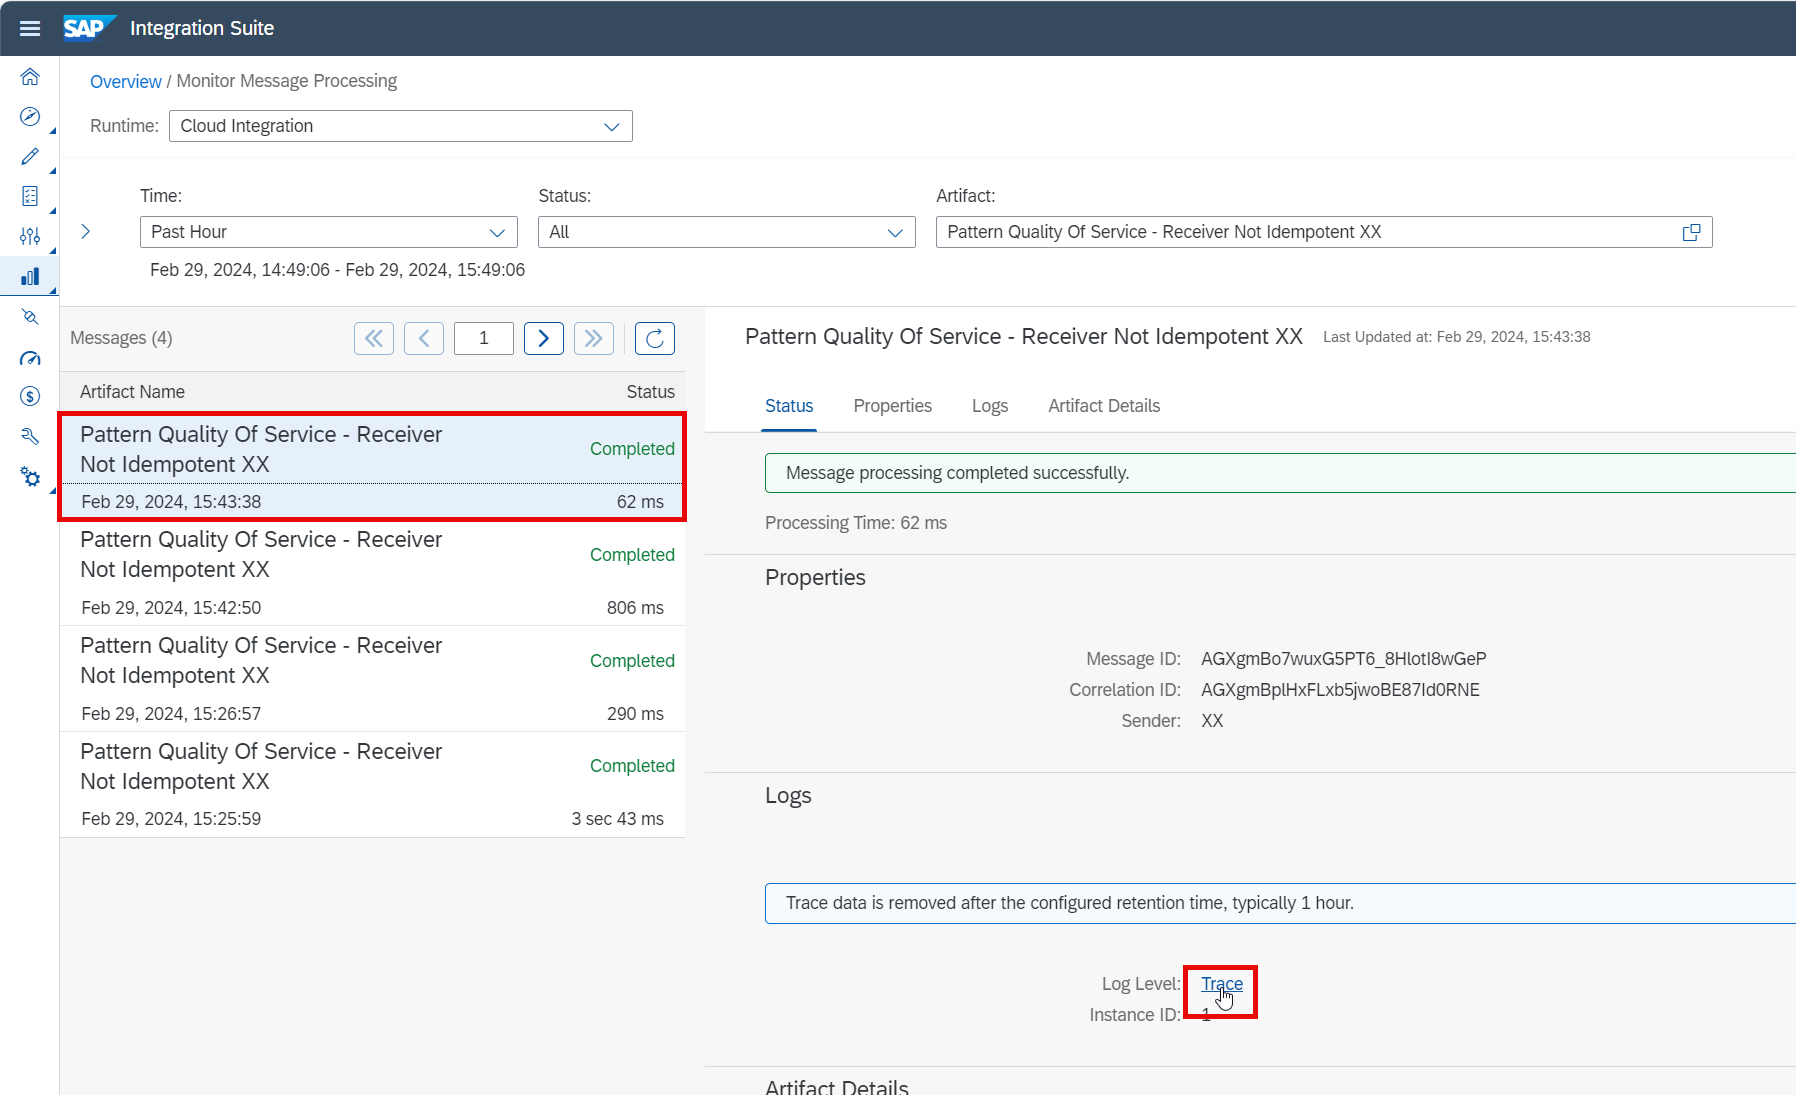 SAP Integration Suite
Overview / Monitor Message Processing
Runtime: Cloud Integration
Time: Status: Artifact:
Past Hour All Pattern Quality Of Service - Receiver Not Idempotent XX
Feb 29, 2024, 14:49:06 - Feb 29, 2024, 15:49:06
Messages (4) 1
Artifact Name Status
Pattern Quality Of Service - Receiver
Not Idempotent XX
Completed
Feb 29, 2024, 15:43:38 62 ms
Pattern Quality Of Service - Receiver
Not Idempotent XX
Completed
Feb 29, 2024, 15:42:50 806 ms
Pattern Quality Of Service - Receiver
Not Idempotent XX
Completed
Feb 29, 2024, 15:26:57 290 ms
Pattern Quality Of Service - Receiver
Not Idempotent XX
Completed
Feb 29, 2024, 15:25:59 3 sec 43 ms
Pattern Quality Of Service - Receiver Not Idempotent XX Last Updated at: Feb 29, 2024, 15:43:38
Status Properties Logs Artifact Details
Message processing completed successfully.
Processing Time: 62 ms
Properties
Message ID: AGXgmBo7wuxG5PT6_8HlotI8wGeP
Correlation ID: AGXgmBplHxFLxb5jwoBE87Id0RNE
Sender: XX
Logs
Trace data is removed after the configured retention time, typically 1 hour.
Log Level: Trace
Instance ID: 1
Artifact Details